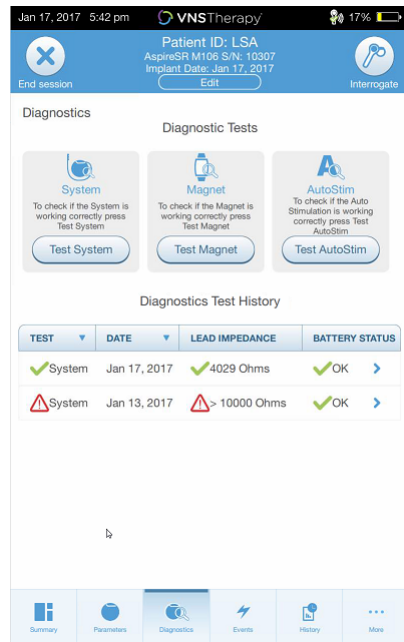 Jan 17, 2017 5:42 pm VNSTherapy 17%
Patient ID: LSA
AspireSR M106 S/N: 10307
Implant Date: Jan 17, 2017
End session Edit Interrogate
Diagnostics
Diagnostic Tests
System
To check if the System is
working correctly press
Test System
Test System
Magnet
To check if the Magnet is
working correctly press
Test Magnet
Test Magnet
AutoStim
To check if the Auto
Stimulation is working
correctly press Test
AutoStim
Test AutoStim
Diagnostics Test History
TEST DATE LEAD IMPEDANCE BATTERY STATUS
System Jan 17, 2017 4029 Ohms OK
System Jan 13, 2017 > 10000 Ohms OK
Summary Parameters Diagnostics Events History More